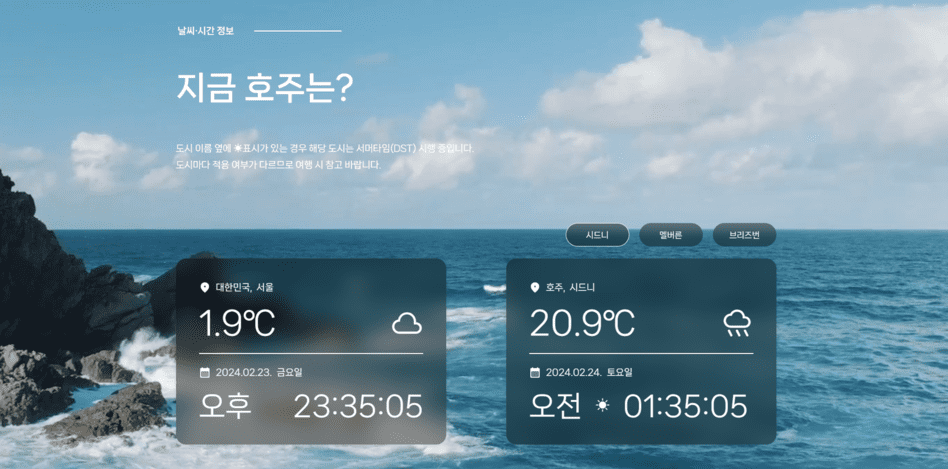 날씨·시간 정보
지금 호주는?
도시 이름 옆에 ☀표시가 있는 경우 해당 도시는 서머타임(DST) 시행 중입니다.
도시마다 적용 여부가 다르므로 여행 시 참고 바랍니다.
시드니 멜버른 브리즈번
대한민국, 서울
1.9℃
2024.02.23. 금요일
오후 23:35:05
호주, 시드니
20.9℃
2024.02.24. 토요일
오전 ☀ 01:35:05